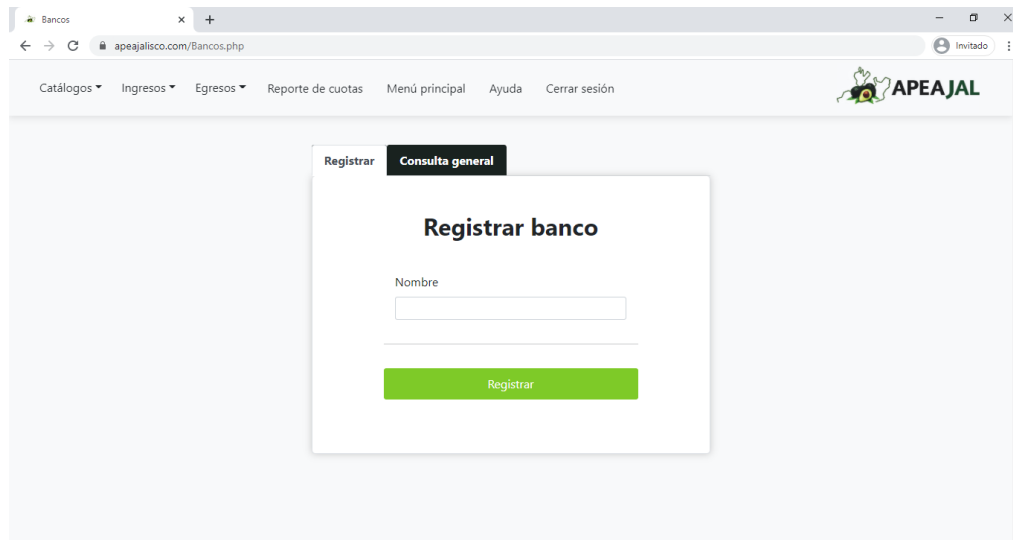 Bancos
apeajalisco.com/Bancos.php
Invitado
Catálogos Ingresos Egresos Reporte de cuotas Menú principal Ayuda Cerrar sesión APEAJAL
Registrar Consulta general
Registrar banco
Nombre
Registrar